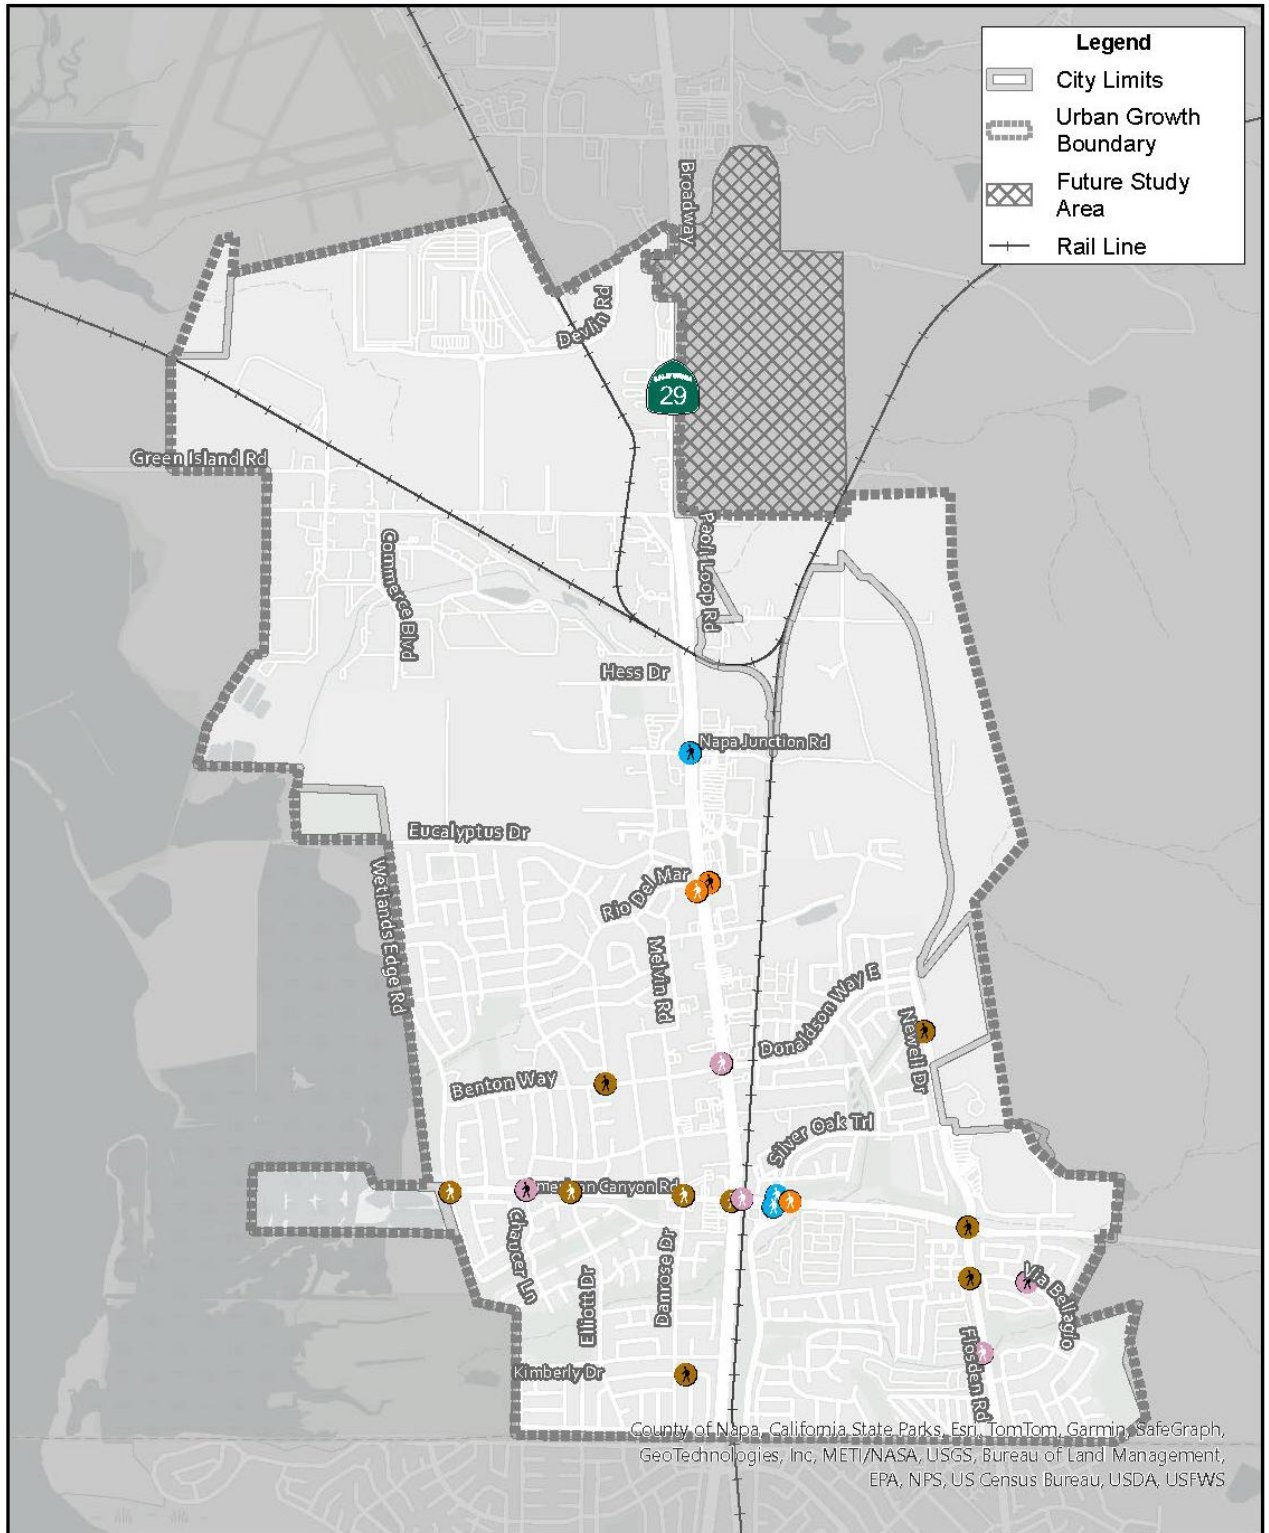 Legend
City Limits
Urban Growth
Boundary
Future Study
Area
Rail Line
Broadway
Devlin Rd
CALIFORNIA
29
Green Island Rd
Paoli Loop Rd
Commerce Blvd
Hess Dr
Napa Junction Rd
Eucalyptus Dr
Rio Del Mar
Wetlands Edge Rd
Melvin Rd
Donaldson Way E
Newell Dr
Benton Way
Silver Oak Trl
merican Canyon Rd
Chaucer Ln
Danrose Dr
Elliott Dr
Via Bellagio
Flosden Rd
Kimberly Dr
County of Napa, California State Parks, Esri, TomTom, Garmin, SafeGraph,
GeoTechnologies, Inc, METI/NASA, USGS, Bureau of Land Management,
EPA, NPS, US Census Bureau, USDA, USFWS